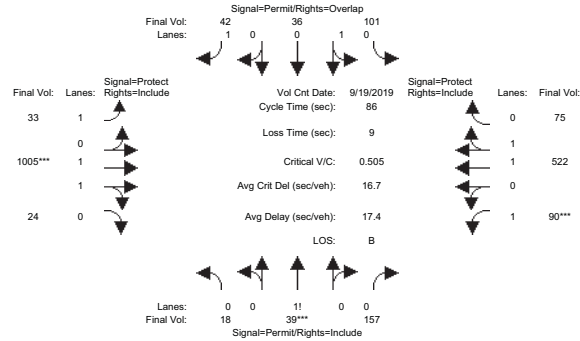 Signal=Permit/Rights=Overlap
Final Vol: 42 36 101
Lanes: 1 0 0 1 0
Signal=Protect Signal=Protect
Final Vol: Lanes: Rights=Include Vol Cnt Date: 9/19/2019 Rights=Include Lanes: Final Vol:
Cycle Time (sec): 86
33 1 0 75
Loss Time (sec): 9
0 1
1005*** 1 Critical V/C: 0.505 1 522
1 Avg Crit Del (sec/veh): 16.7 0
24 0 Avg Delay (sec/veh): 17.4 1 90***
LOS: B
Lanes: 0 0 1! 0 0
Final Vol: 18 39*** 157
Signal=Permit/Rights=Include